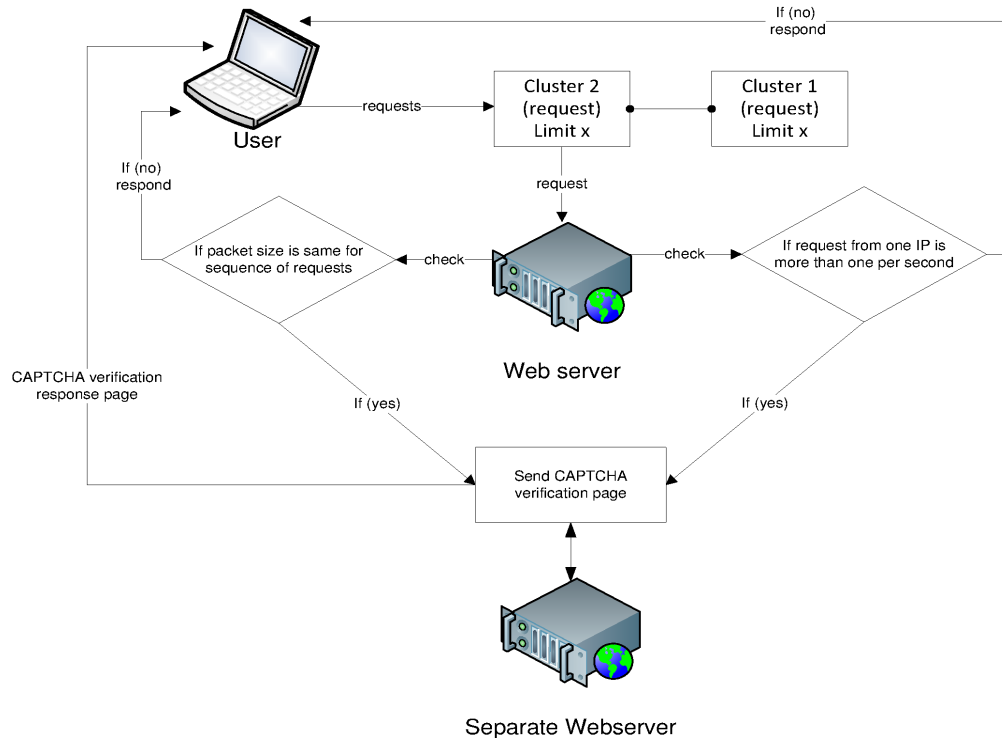 If (no)
respond
Cluster 2
(request)
Limit x
Cluster 1
(request)
Limit x
requests
User
If (no)
respond
request
If packet size is same for
sequence of requests
check
check
If request from one IP is
more than one per second
Web server
CAPTCHA verification
response page
If (yes)
If (yes)
Send CAPTCHA
verification page
Separate Webserver